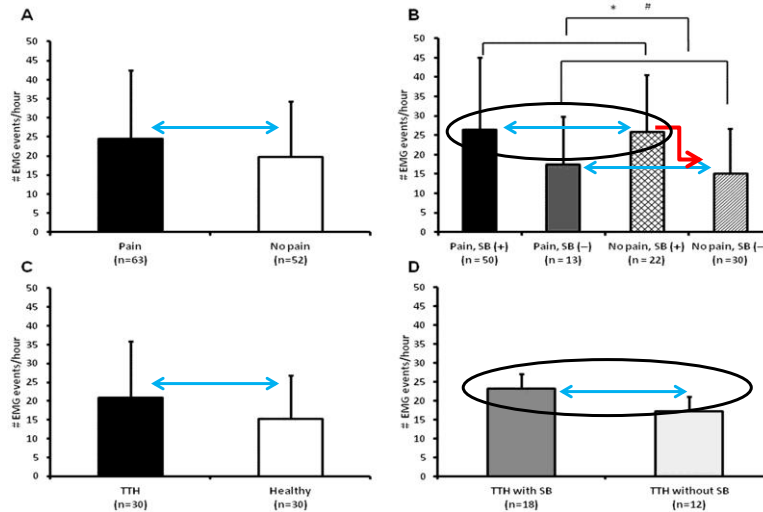 A
# EMG events/hour
50
45
40
35
30
25
20
15
10
5
0
Pain
(n=63)
No pain
(n=52)
B
* #
# EMG events/hour
50
45
40
35
30
25
20
15
10
5
0
Pain, SB (+)
(n = 50)
Pain, SB (−)
(n = 13)
No pain, SB (+)
(n = 22)
No pain, SB (−)
(n = 30)
C
# EMG events/hour
50
45
40
35
30
25
20
15
10
5
0
TTH
(n=30)
Healthy
(n=30)
D
# EMG events/hour
50
45
40
35
30
25
20
15
10
5
0
TTH with SB
(n=18)
TTH without SB
(n=12)